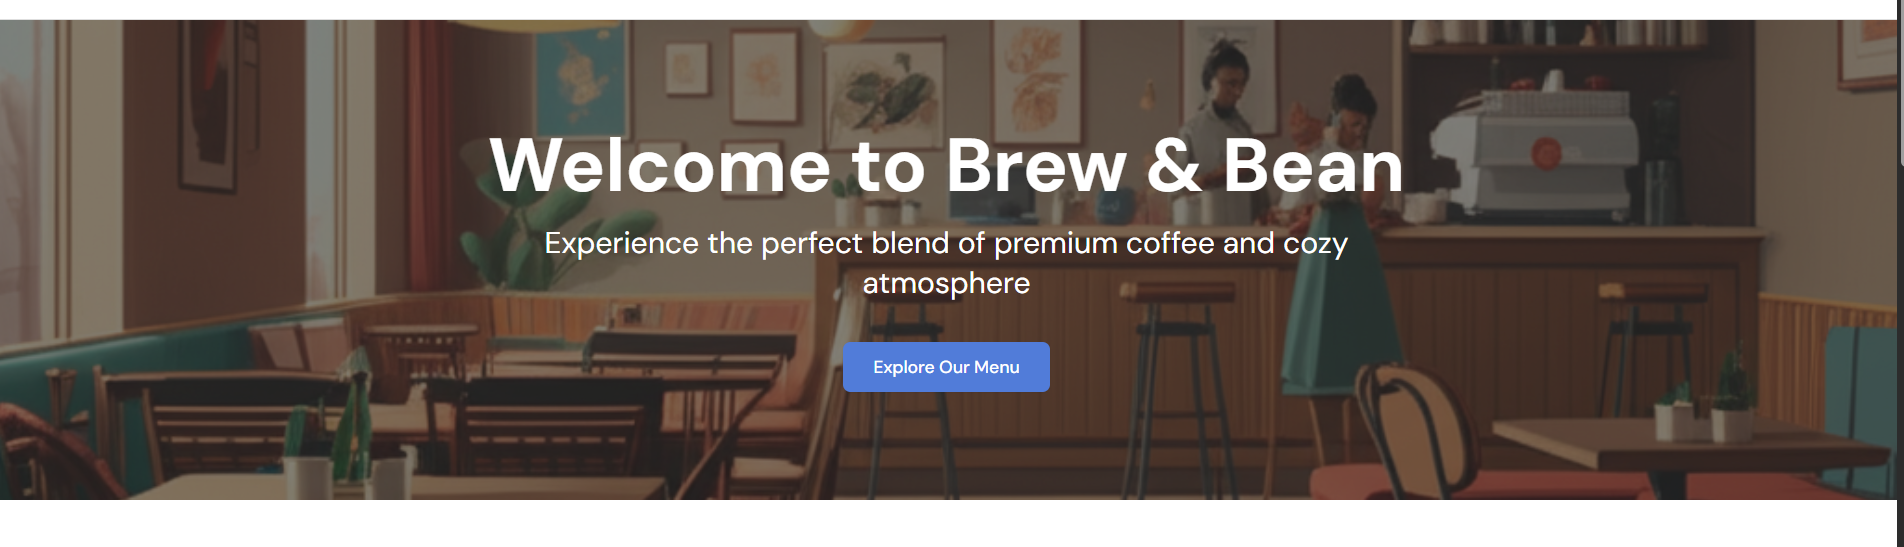 Welcome to Brew & Bean
Experience the perfect blend of premium coffee and cozy
atmosphere
Explore Our Menu